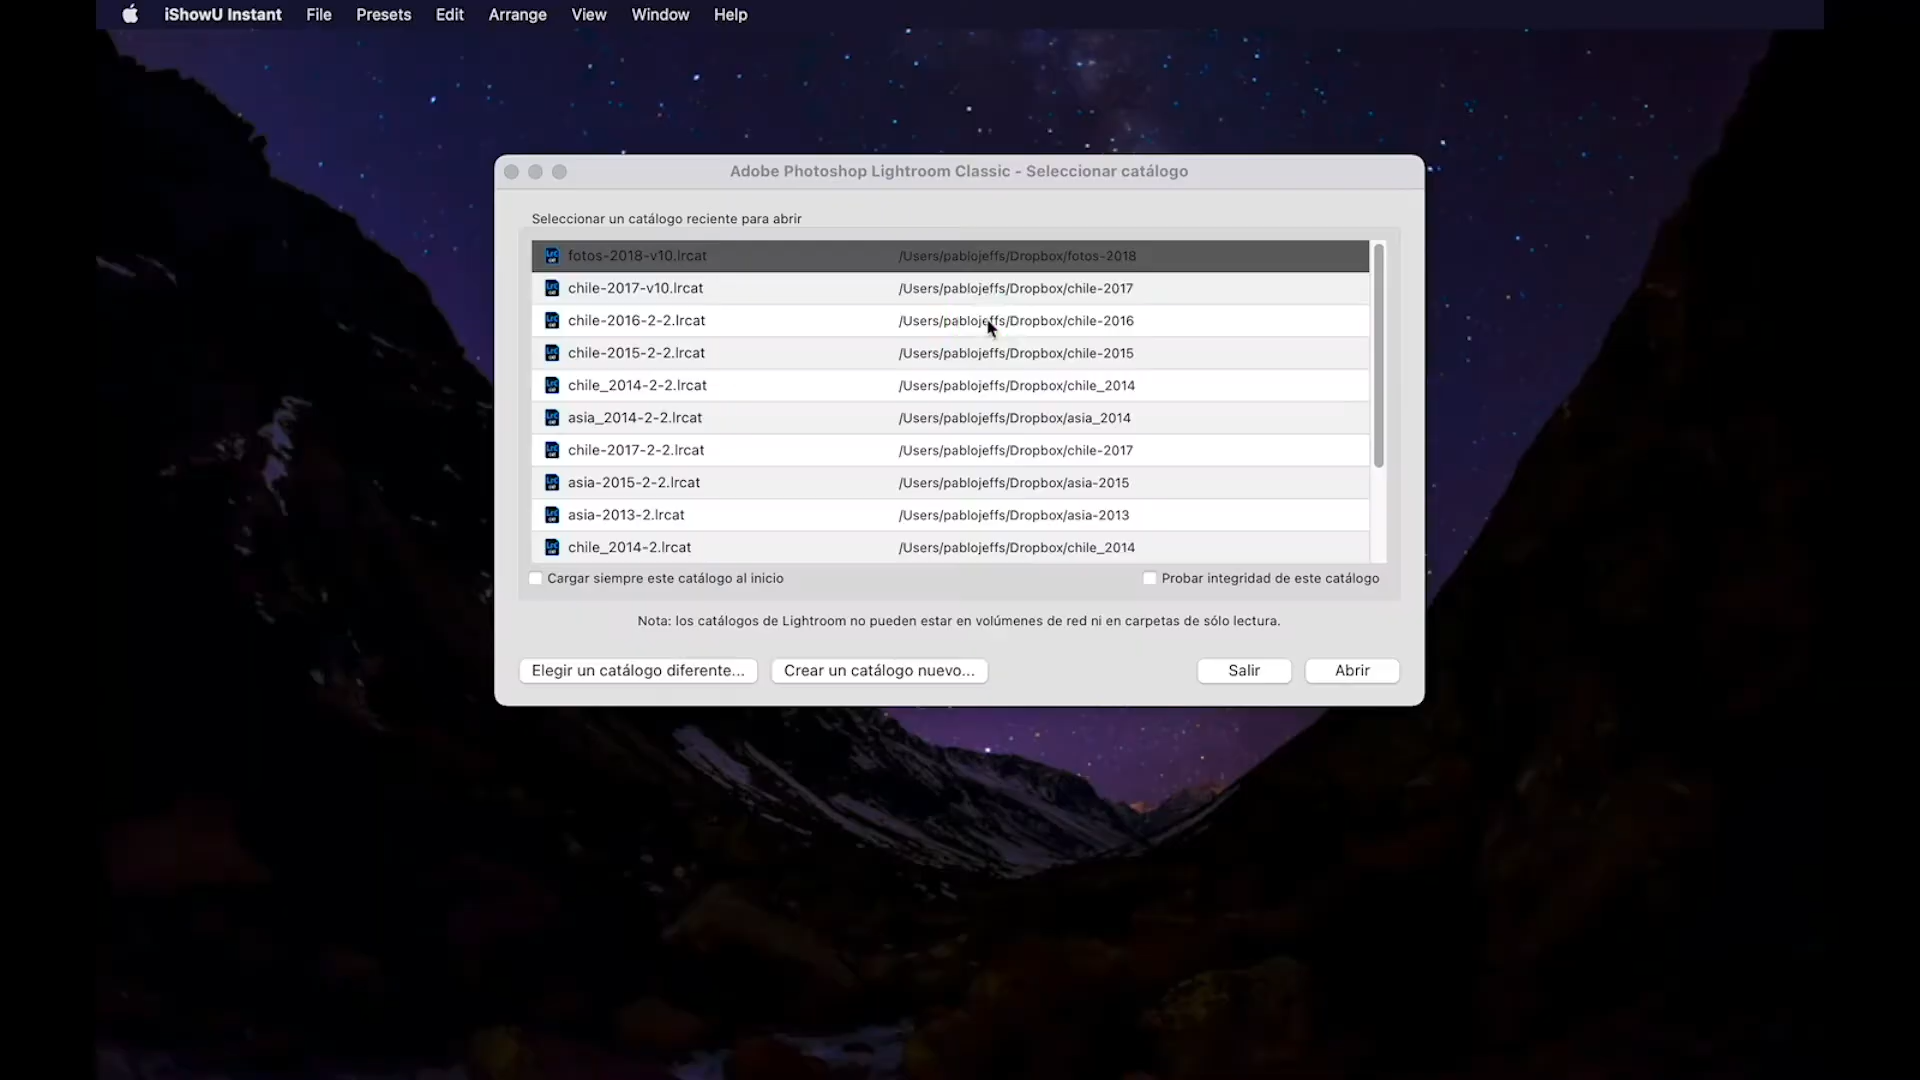 iShowU Instant File Presets Edit Arrange View Window Help
Adobe Photoshop Lightroom Classic - Seleccionar catálogo
Seleccionar un catálogo reciente para abrir
fotos-2018-v10.lrcat /Users/pablojeffs/Dropbox/fotos-2018
chile-2017-v10.lrcat /Users/pablojeffs/Dropbox/chile-2017
chile-2016-2-2.lrcat /Users/pablojeffs/Dropbox/chile-2016
chile-2015-2-2.lrcat /Users/pablojeffs/Dropbox/chile-2015
chile_2014-2-2.lrcat /Users/pablojeffs/Dropbox/chile_2014
asia_2014-2-2.lrcat /Users/pablojeffs/Dropbox/asia_2014
chile-2017-2-2.lrcat /Users/pablojeffs/Dropbox/chile-2017
asia-2015-2-2.lrcat /Users/pablojeffs/Dropbox/asia-2015
asia-2013-2.lrcat /Users/pablojeffs/Dropbox/asia-2013
chile_2014-2.lrcat /Users/pablojeffs/Dropbox/chile_2014
Cargar siempre este catálogo al inicio Probar integridad de este catálogo
Nota: los catálogos de Lightroom no pueden estar en volúmenes de red ni en carpetas de sólo lectura.
Elegir un catálogo diferente... Crear un catálogo nuevo... Salir Abrir